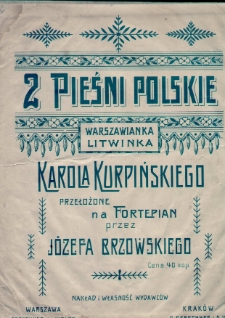 2 PIEŚNI POLSKIE
WARSZAWIANKA
LITWINKA
KAROLA KURPIŃSKIEGO
PRZEŁOŻONE
na FORTEPIAN
przez
JÓZEFA BRZOWSKIEGO
Cena 40 kop.
NAKŁAD I WŁASNOŚĆ WYDAWCÓW
WARSZAWA KRAKÓW